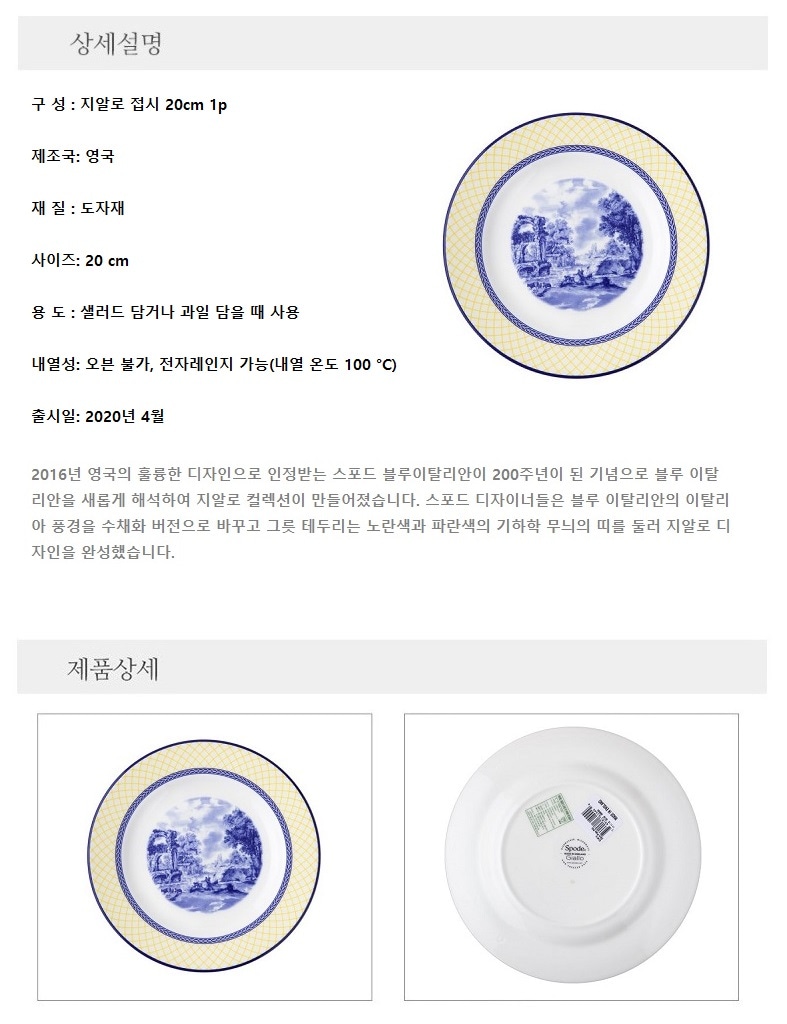 상세설명
구 성 : 지알로 접시 20cm 1p
제조국: 영국
재 질 : 도자재
사이즈: 20 cm
용 도 : 샐러드 담거나 과일 담을 때 사용
내열성: 오븐 불가, 전자레인지 가능(내열 온도 100 °C)
출시일: 2020년 4월
2016년 영국의 훌륭한 디자인으로 인정받는 스포드 블루이탈리안이 200주년이 된 기념으로 블루 이탈
리안을 새롭게 해석하여 지알로 컬렉션이 만들어졌습니다. 스포드 디자이너들은 블루 이탈리안의 이탈리
아 풍경을 수채화 버전으로 바꾸고 그릇 테두리는 노란색과 파란색의 기하학 무늬의 띠를 둘러 지알로 디
자인을 완성했습니다.
제품상세
Spode
Giallo